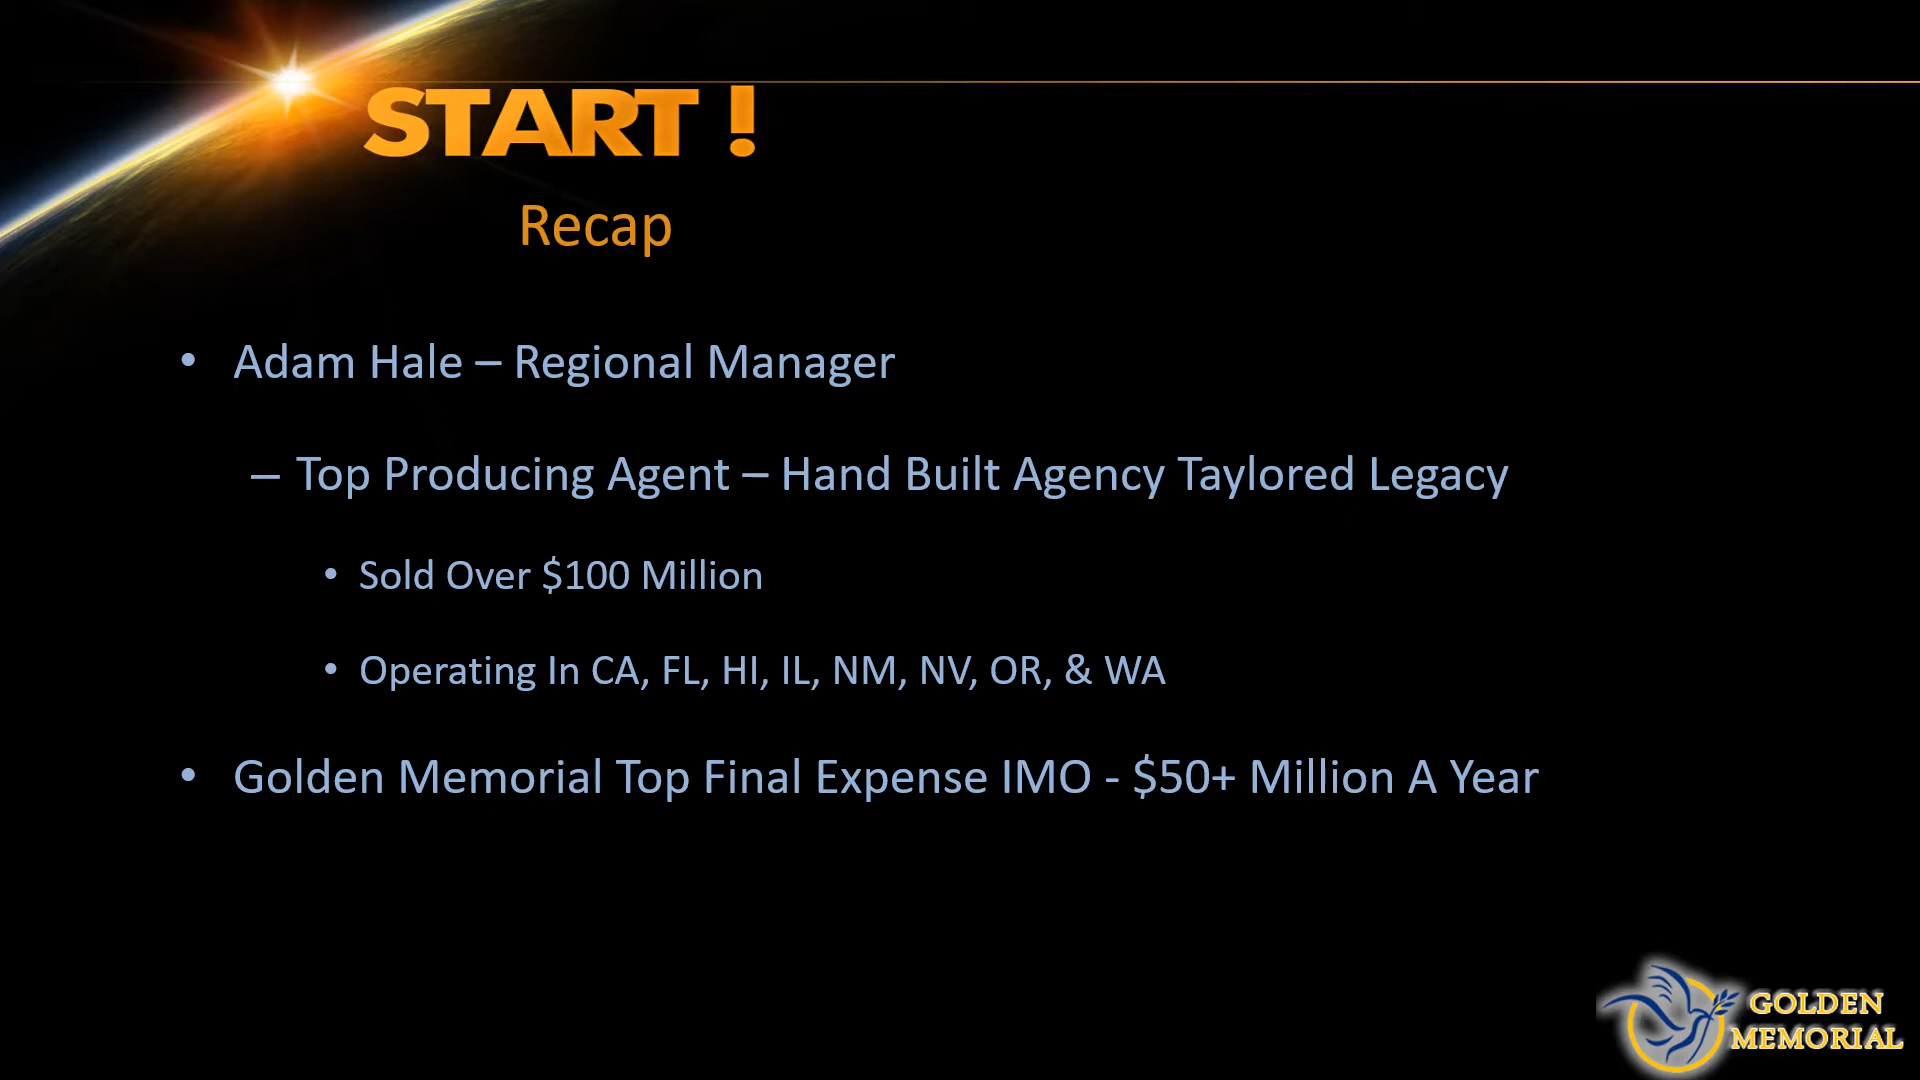 START !
Recap
• Adam Hale – Regional Manager
– Top Producing Agent – Hand Built Agency Taylored Legacy
• Sold Over $100 Million
• Operating In CA, FL, HI, IL, NM, NV, OR, & WA
• Golden Memorial Top Final Expense IMO - $50+ Million A Year
GOLDEN
MEMORIAL